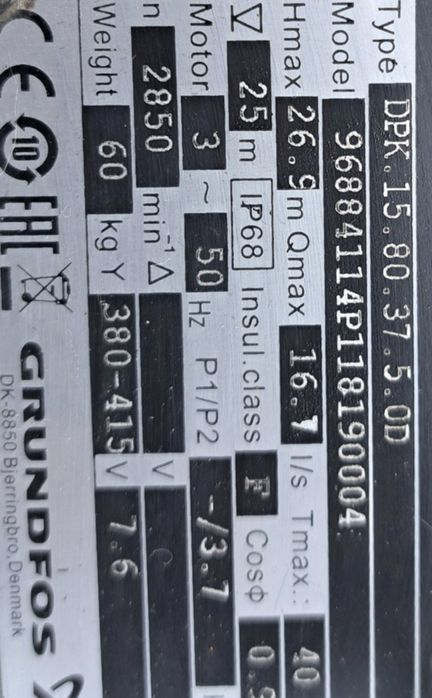 Type DPK.15.80.37.5.0D
Model 96884114P118190004
Hmax 26.9 m Qmax 16.7 l/s Tmax.: 40
▽ 25 m IP68 Insul.class F Cosϕ
Motor 3 ~ 50 Hz P1/P2 -/3.7
n 2850 min⁻¹ Δ V
Weight 60 kg Y 380-415 V 7.6
CE 10 EAC GRUNDFOS
DK-8850 Bjerringbro, Denmark